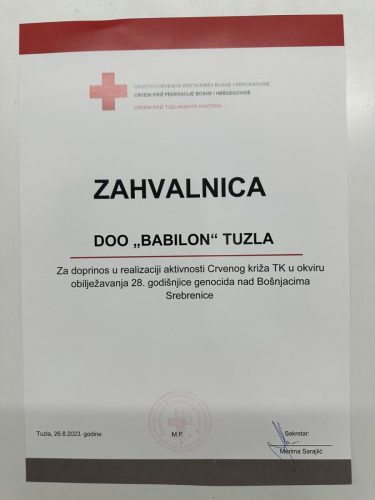 DRUŠTVO CRVENOG KRSTA/KRIŽA BOSNE I HERCEGOVINE
CRVENI KRIŽ FEDERACIJE BOSNE I HERCEGOVINE
CRVENI KRIŽ TUZLANSKOG KANTONA
ZAHVALNICA
DOO „BABILON“ TUZLA
Za doprinos u realizaciji aktivnosti Crvenog križa TK u okviru
obilježavanja 28. godišnjice genocida nad Bošnjacima
Srebrenice
Tuzla, 26.8.2023. godine
M.P.
Sekretar:
Merima Sarajlić